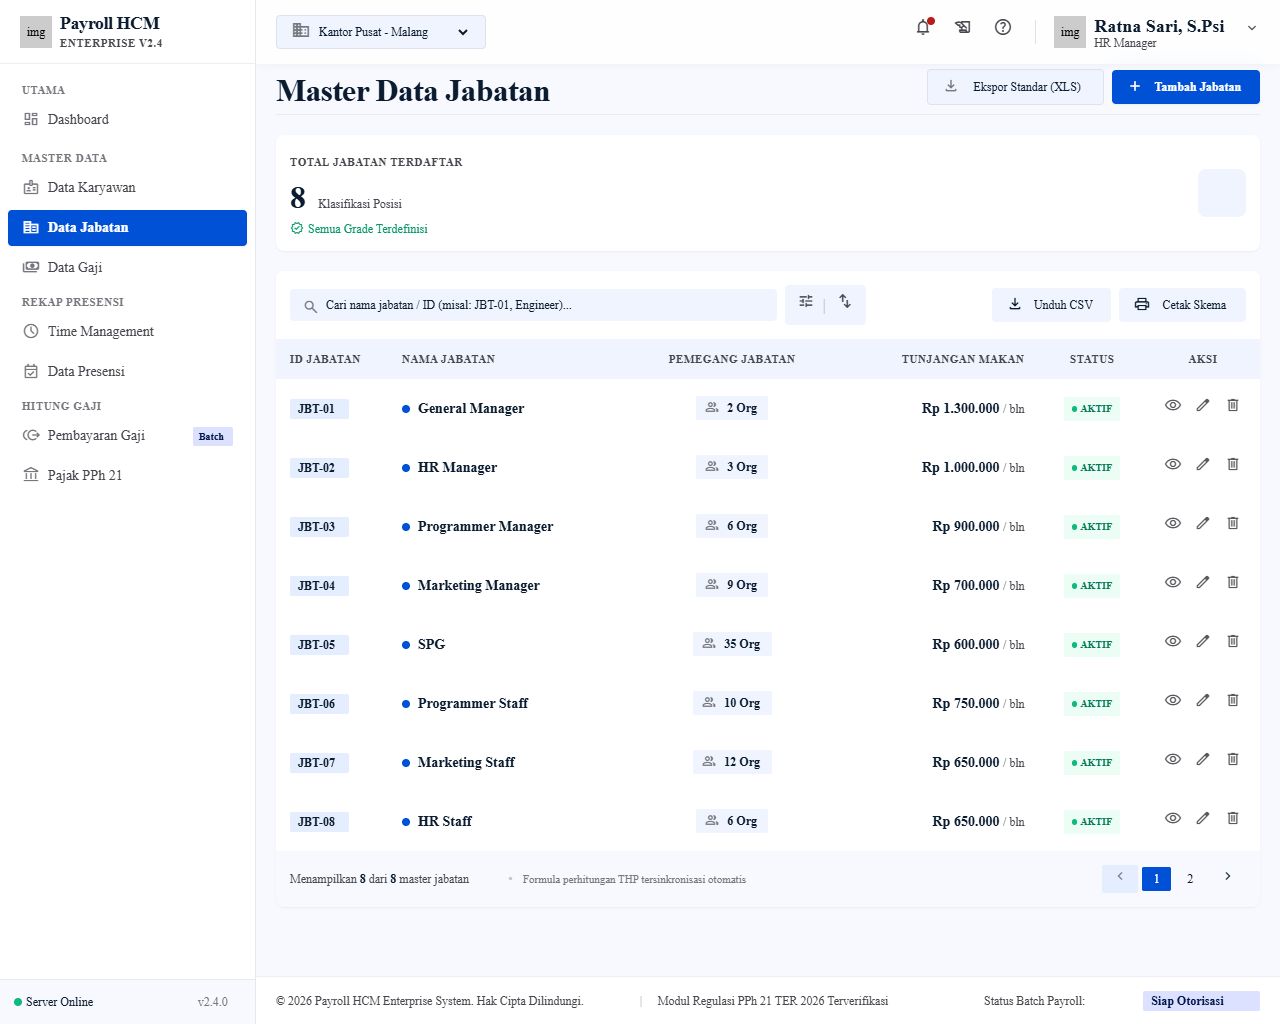 img
Payroll HCM
ENTERPRISE V2.4
UTAMA
Dashboard
MASTER DATA
Data Karyawan
Data Jabatan
Data Gaji
REKAP PRESENSI
Time Management
Data Presensi
HITUNG GAJI
Pembayaran Gaji Batch
Pajak PPh 21
Server Online v2.4.0
Kantor Pusat - Malang
img
Ratna Sari, S.Psi
HR Manager
Master Data Jabatan
Ekspor Standar (XLS)
Tambah Jabatan
TOTAL JABATAN TERDAFTAR
8 Klasifikasi Posisi
Semua Grade Terdefinisi
Cari nama jabatan / ID (misal: JBT-01, Engineer)...
Unduh CSV
Cetak Skema
ID JABATAN NAMA JABATAN PEMEGANG JABATAN TUNJANGAN MAKAN STATUS AKSI
JBT-01 General Manager 2 Org Rp 1.300.000 / bln AKTIF
JBT-02 HR Manager 3 Org Rp 1.000.000 / bln AKTIF
JBT-03 Programmer Manager 6 Org Rp 900.000 / bln AKTIF
JBT-04 Marketing Manager 9 Org Rp 700.000 / bln AKTIF
JBT-05 SPG 35 Org Rp 600.000 / bln AKTIF
JBT-06 Programmer Staff 10 Org Rp 750.000 / bln AKTIF
JBT-07 Marketing Staff 12 Org Rp 650.000 / bln AKTIF
JBT-08 HR Staff 6 Org Rp 650.000 / bln AKTIF
Menampilkan 8 dari 8 master jabatan • Formula perhitungan THP tersinkronisasi otomatis 1 2
© 2026 Payroll HCM Enterprise System. Hak Cipta Dilindungi. | Modul Regulasi PPh 21 TER 2026 Terverifikasi Status Batch Payroll: Siap Otorisasi